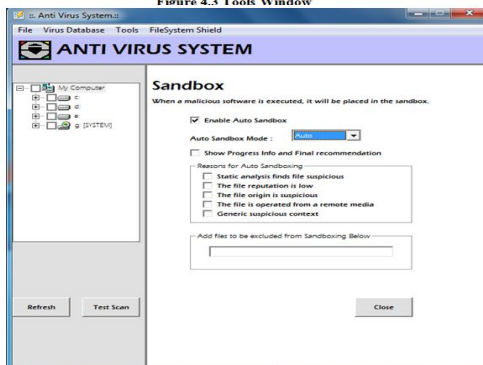 Figure 4.3 Tools Window
.:: Anti Virus System.::
File Virus Database Tools FileSystem Shield
ANTI VIRUS SYSTEM
My Computer
c:
d:
e:
g: [SYSTEM]
Sandbox
When a malicious software is executed, it will be placed in the sandbox.
Enable Auto Sandbox
Auto Sandbox Mode : Auto
Show Progress Info and Final recommendation
Reasons for Auto Sandboxing
Static analysis finds file suspicious
The file reputation is low
The file origin is suspicious
The file is operated from a remote media
Generic suspicious context
Add files to be excluded from Sandboxing Below
Refresh
Test Scan
Close